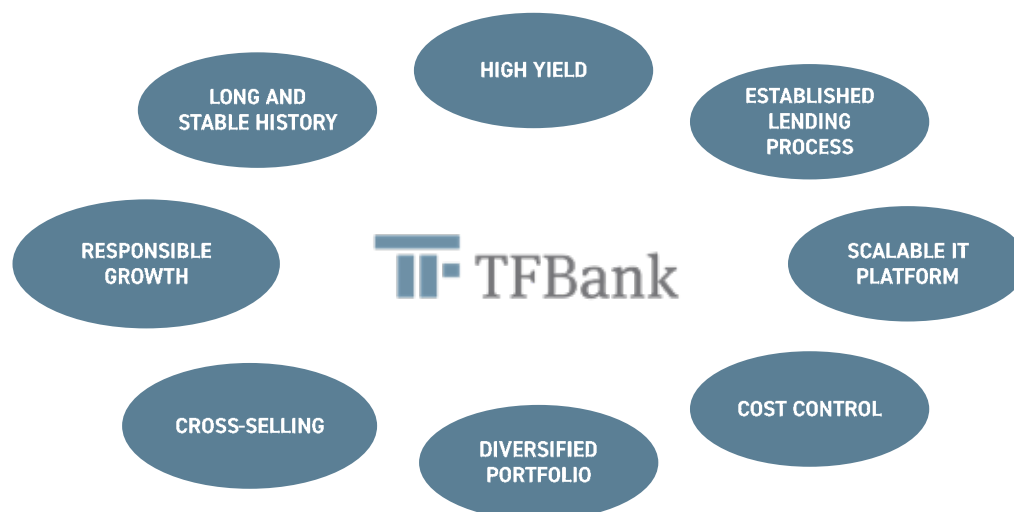 HIGH YIELD
LONG AND
STABLE HISTORY
ESTABLISHED
LENDING
PROCESS
RESPONSIBLE
GROWTH
TFBank
SCALABLE IT
PLATFORM
CROSS-SELLING
COST CONTROL
DIVERSIFIED
PORTFOLIO